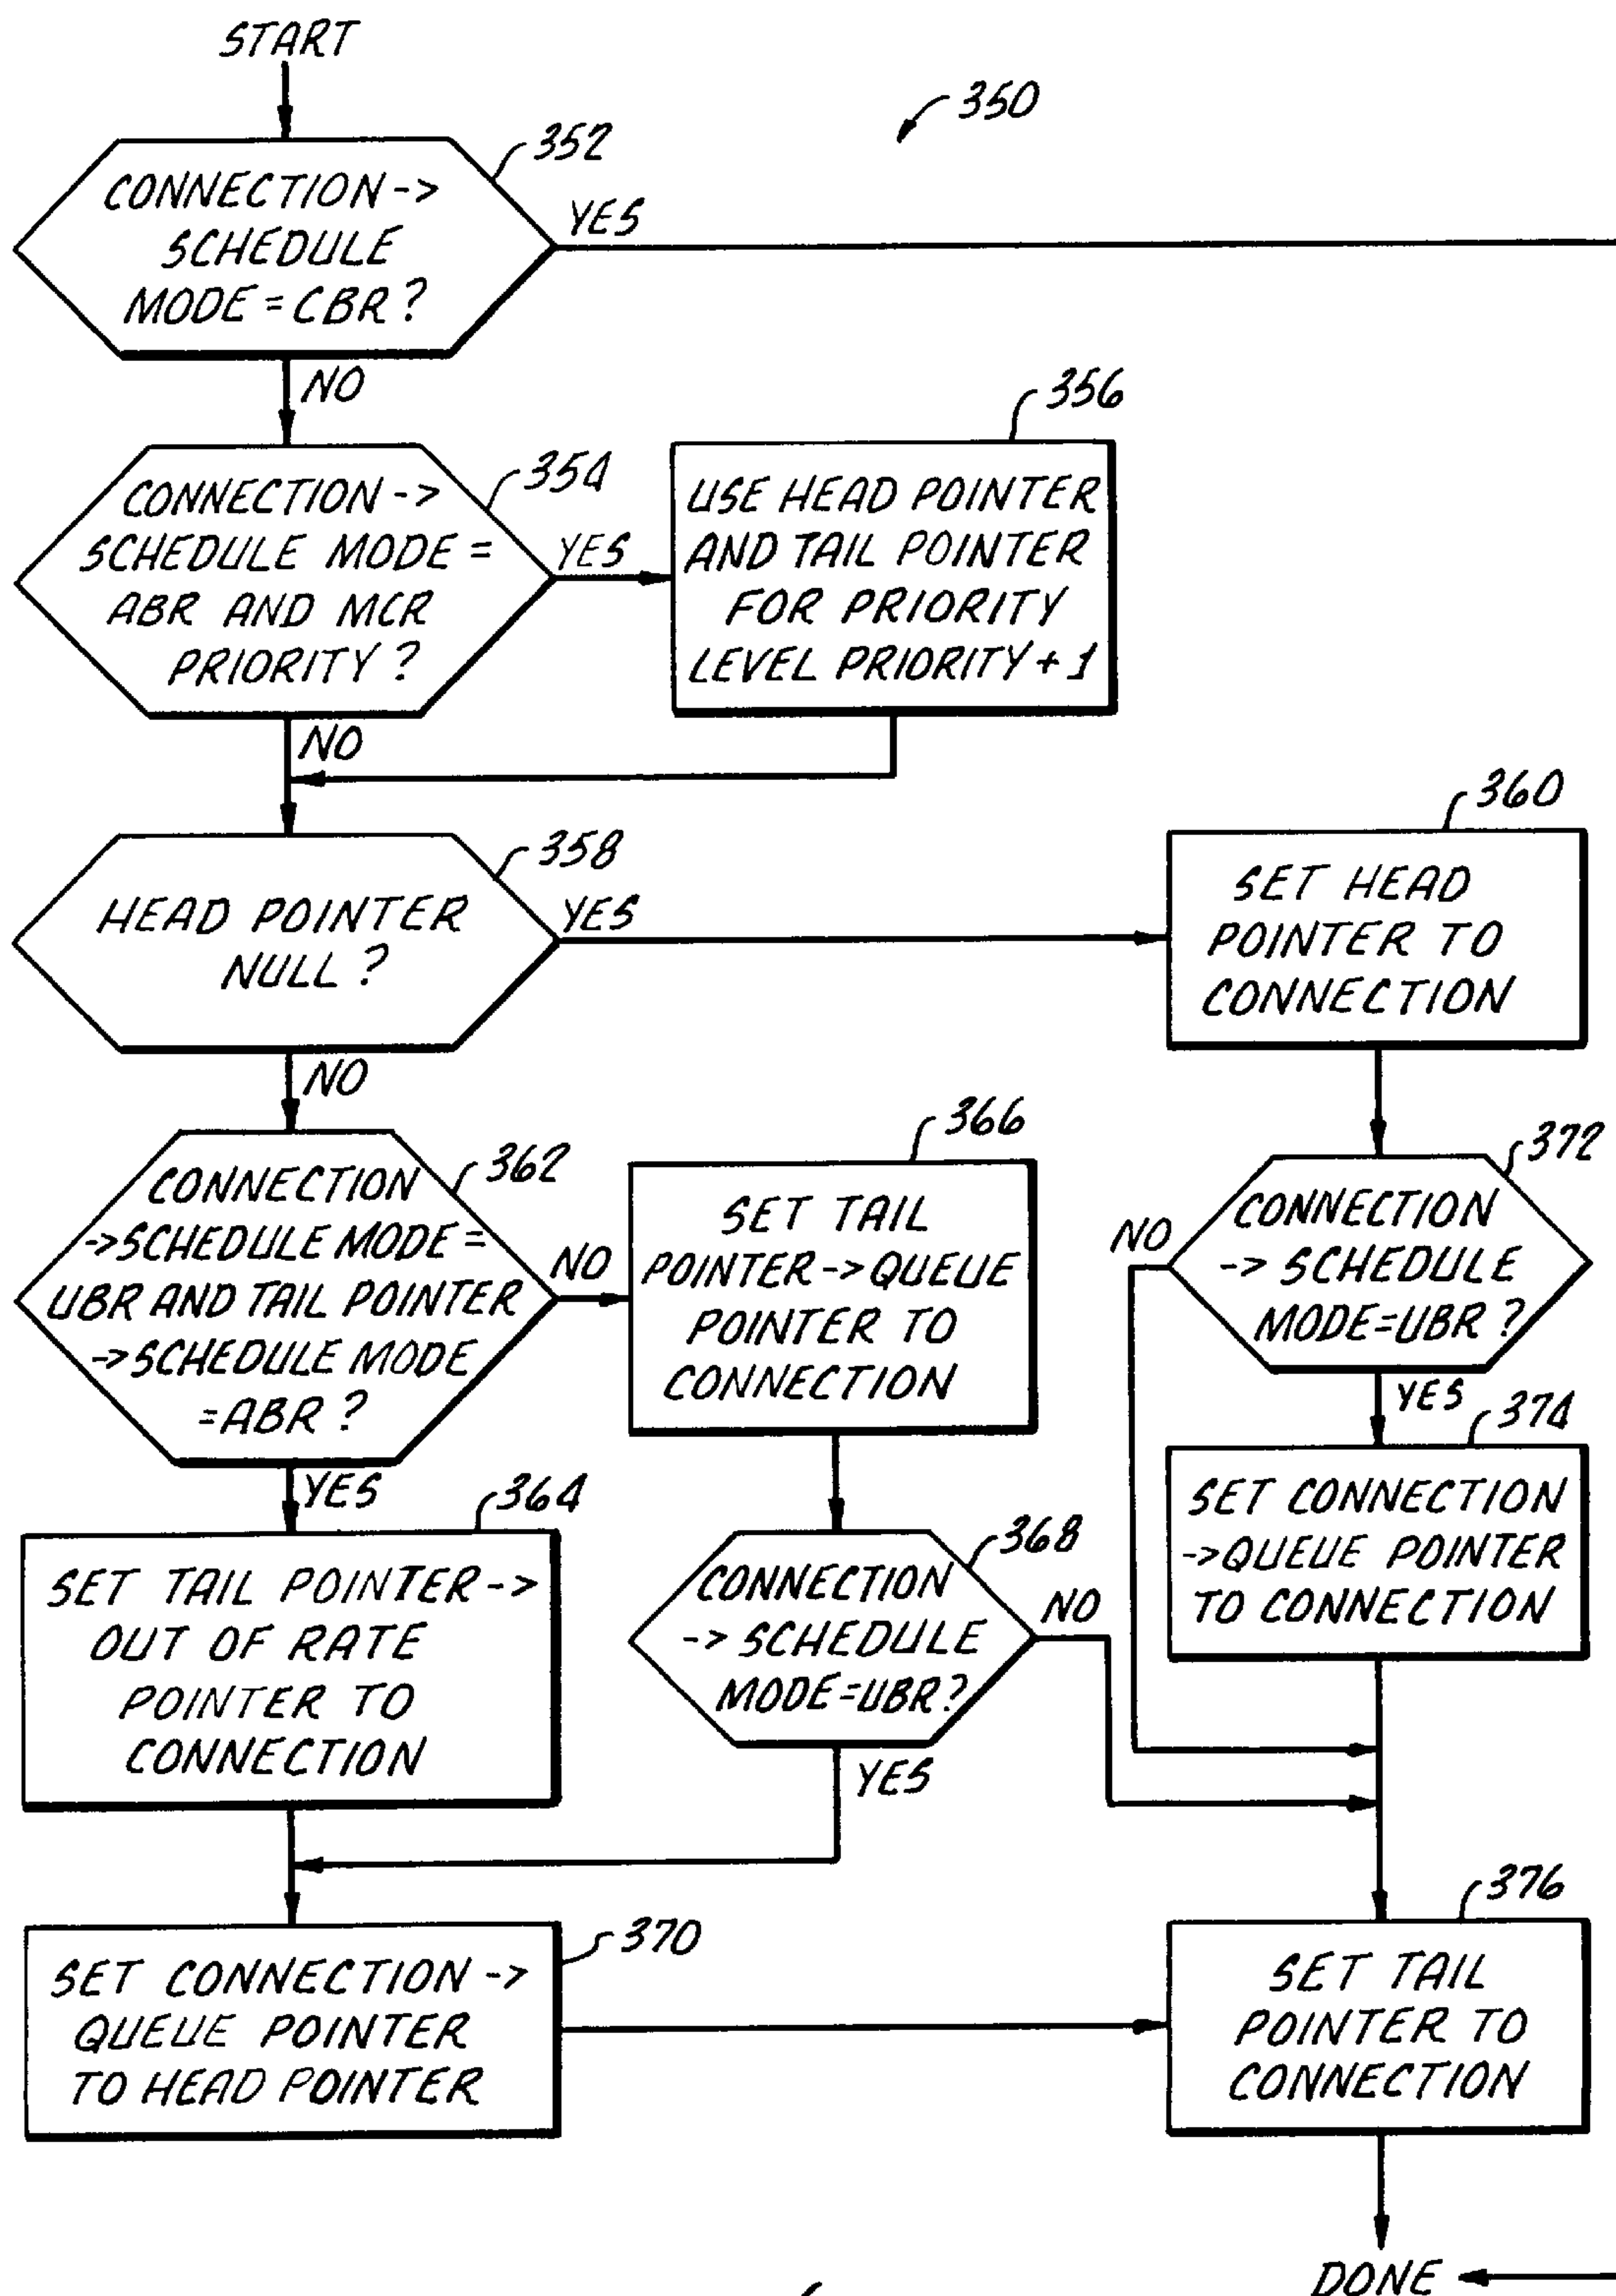 START
350
352
CONNECTION->
SCHEDULE
MODE = CBR?
YES
NO
354
CONNECTION->
SCHEDULE MODE =
ABR AND MCR
PRIORITY?
YES
356
USE HEAD POINTER
AND TAIL POINTER
FOR PRIORITY
LEVEL PRIORITY+1
NO
358
HEAD POINTER
NULL?
YES
360
SET HEAD
POINTER TO
CONNECTION
NO
362
CONNECTION
->SCHEDULE MODE =
UBR AND TAIL POINTER
->SCHEDULE MODE
=ABR?
NO
366
SET TAIL
POINTER->QUEUE
POINTER TO
CONNECTION
372
CONNECTION
-> SCHEDULE
MODE=UBR?
NO
YES
YES
364
SET TAIL POINTER->
OUT OF RATE
POINTER TO
CONNECTION
368
CONNECTION
-> SCHEDULE
MODE=UBR?
NO
YES
374
SET CONNECTION
->QUEUE POINTER
TO CONNECTION
370
SET CONNECTION->
QUEUE POINTER
TO HEAD POINTER
376
SET TAIL
POINTER TO
CONNECTION
DONE